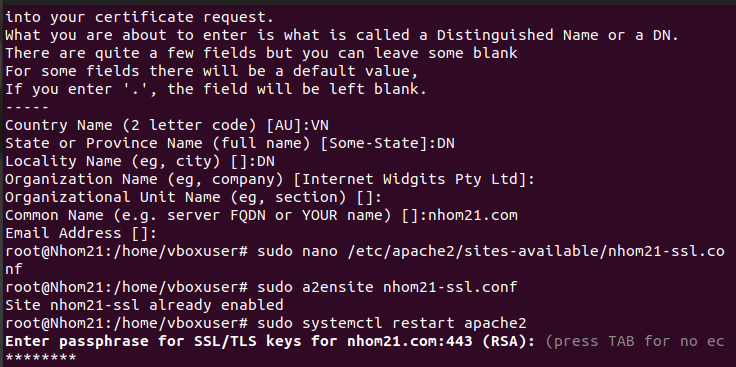 into your certificate request.
What you are about to enter is what is called a Distinguished Name or a DN.
There are quite a few fields but you can leave some blank
For some fields there will be a default value,
If you enter '.', the field will be left blank.
-----
Country Name (2 letter code) [AU]:VN
State or Province Name (full name) [Some-State]:DN
Locality Name (eg, city) []:DN
Organization Name (eg, company) [Internet Widgits Pty Ltd]:
Organizational Unit Name (eg, section) []:
Common Name (e.g. server FQDN or YOUR name) []:nhom21.com
Email Address []:
root@Nhom21:/home/vboxuser# sudo nano /etc/apache2/sites-available/nhom21-ssl.co
nf
root@Nhom21:/home/vboxuser# sudo a2ensite nhom21-ssl.conf
Site nhom21-ssl already enabled
root@Nhom21:/home/vboxuser# sudo systemctl restart apache2
Enter passphrase for SSL/TLS keys for nhom21.com:443 (RSA): (press TAB for no ec
********